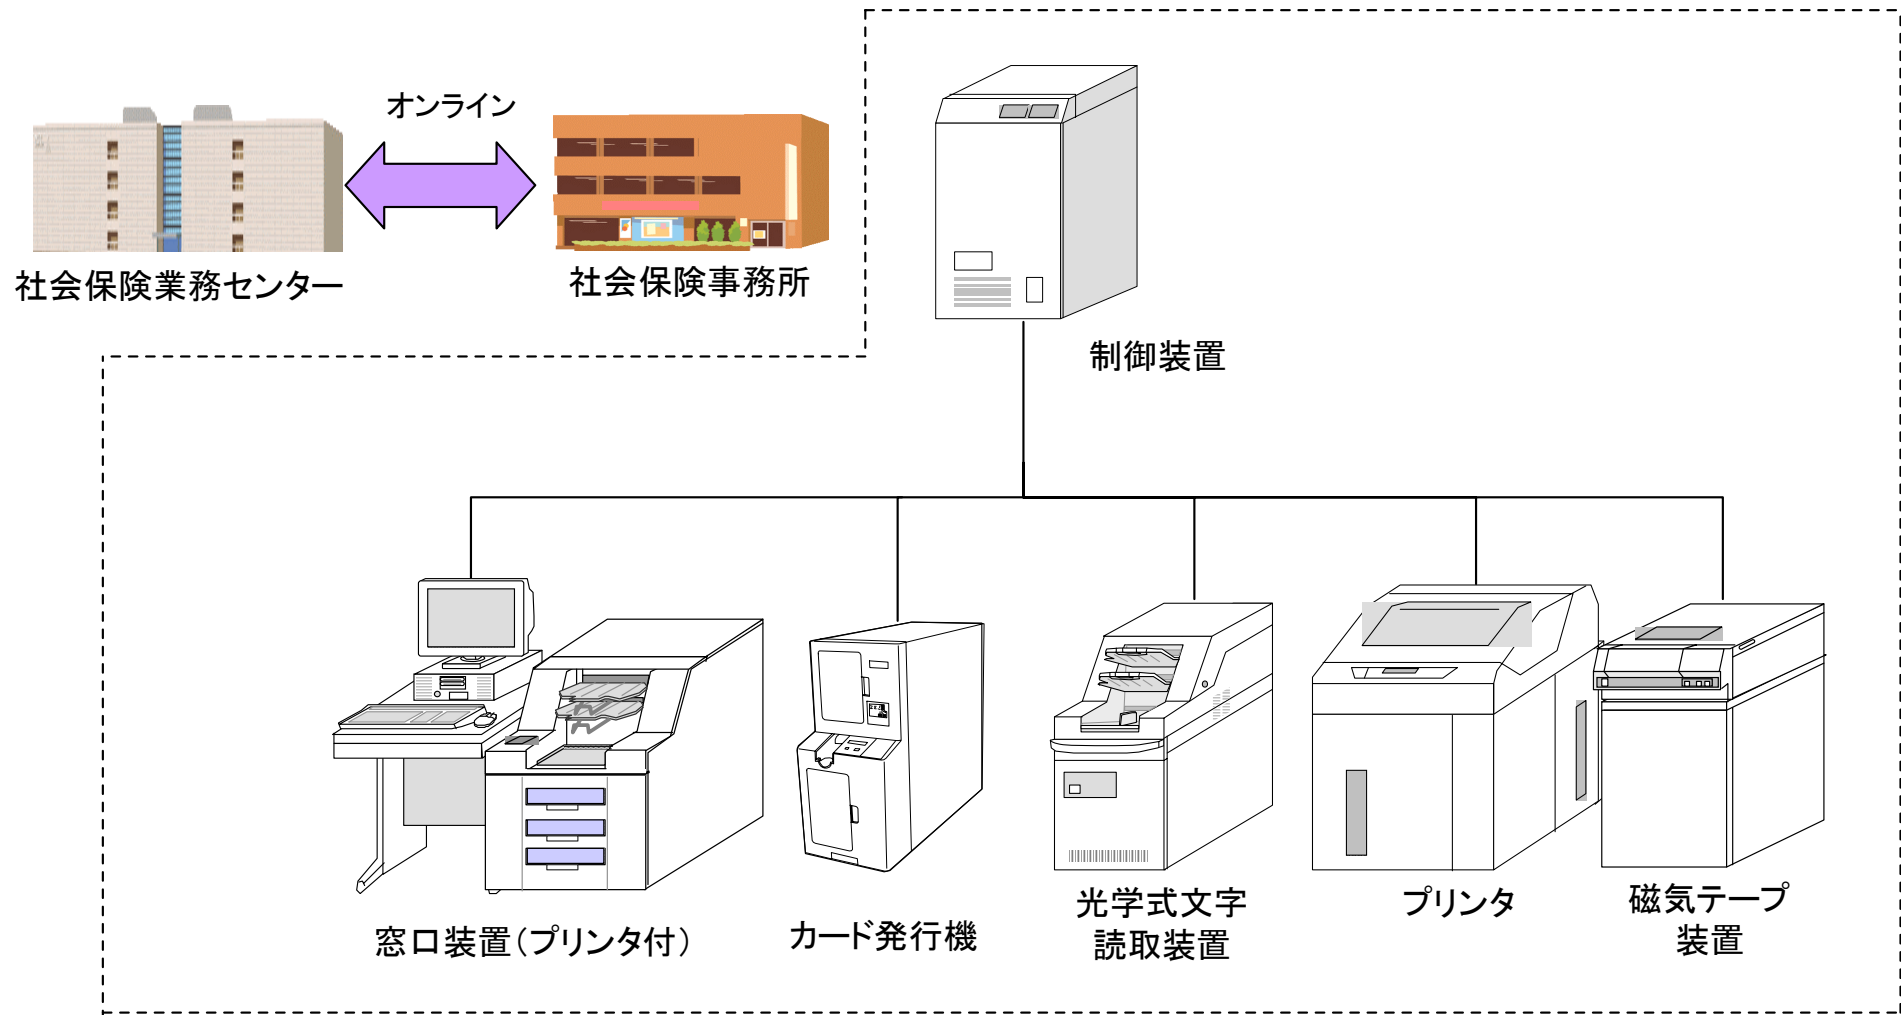 オンライン
社会保険業務センター
社会保険事務所
制御装置
窓口装置（プリンタ付）
カード発行機
光学式文字
読取装置
プリンタ
磁気テープ
装置